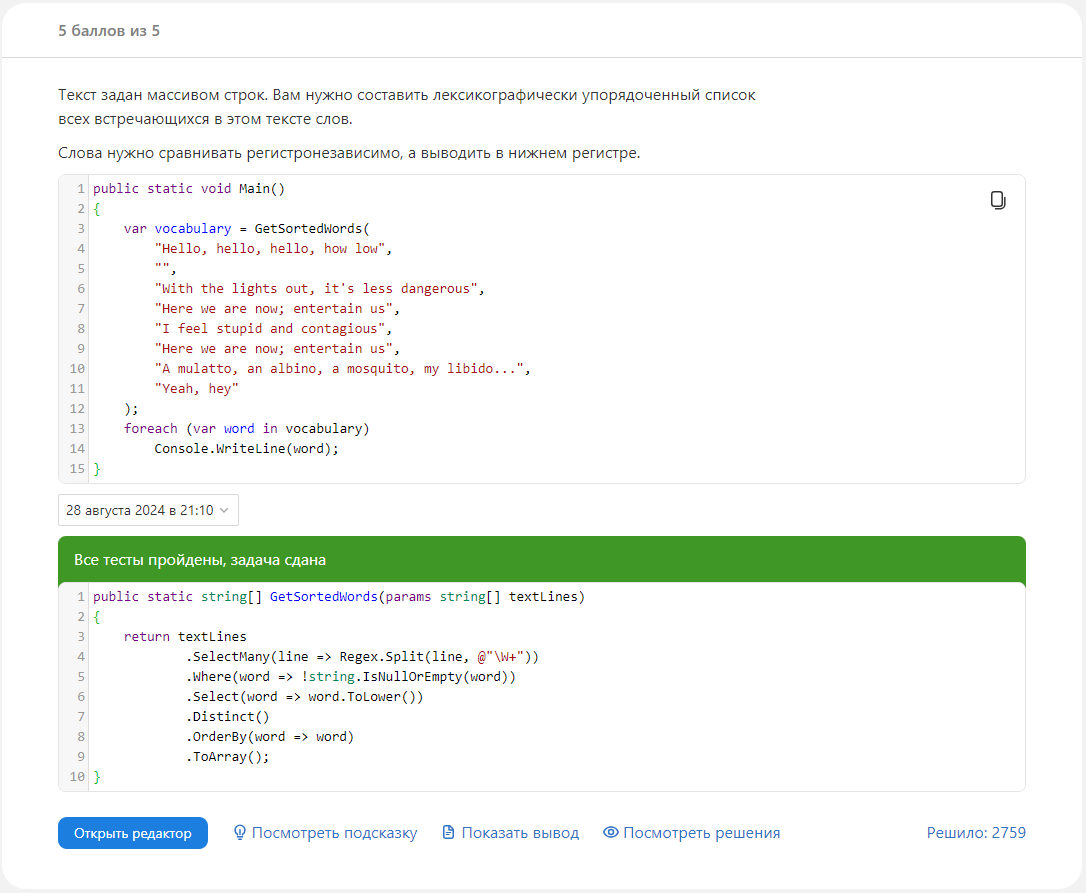 5 баллов из 5
Текст задан массивом строк. Вам нужно составить лексикографически упорядоченный список
всех встречающихся в этом тексте слов.
Слова нужно сравнивать регистронезависимо, а выводить в нижнем регистре.
1 public static void Main()
2 {
3     var vocabulary = GetSortedWords(
4         "Hello, hello, hello, how low",
5         "",
6         "With the lights out, it's less dangerous",
7         "Here we are now; entertain us",
8         "I feel stupid and contagious",
9         "Here we are now; entertain us",
10         "A mulatto, an albino, a mosquito, my libido...",
11         "Yeah, hey"
12     );
13     foreach (var word in vocabulary)
14         Console.WriteLine(word);
15 }
28 августа 2024 в 21:10
Все тесты пройдены, задача сдана
1 public static string[] GetSortedWords(params string[] textLines)
2 {
3     return textLines
4             .SelectMany(line => Regex.Split(line, @"\W+"))
5             .Where(word => !string.IsNullOrEmpty(word))
6             .Select(word => word.ToLower())
7             .Distinct()
8             .OrderBy(word => word)
9             .ToArray();
10 }
Открыть редактор Посмотреть подсказку Показать вывод Посмотреть решения Решило: 2759